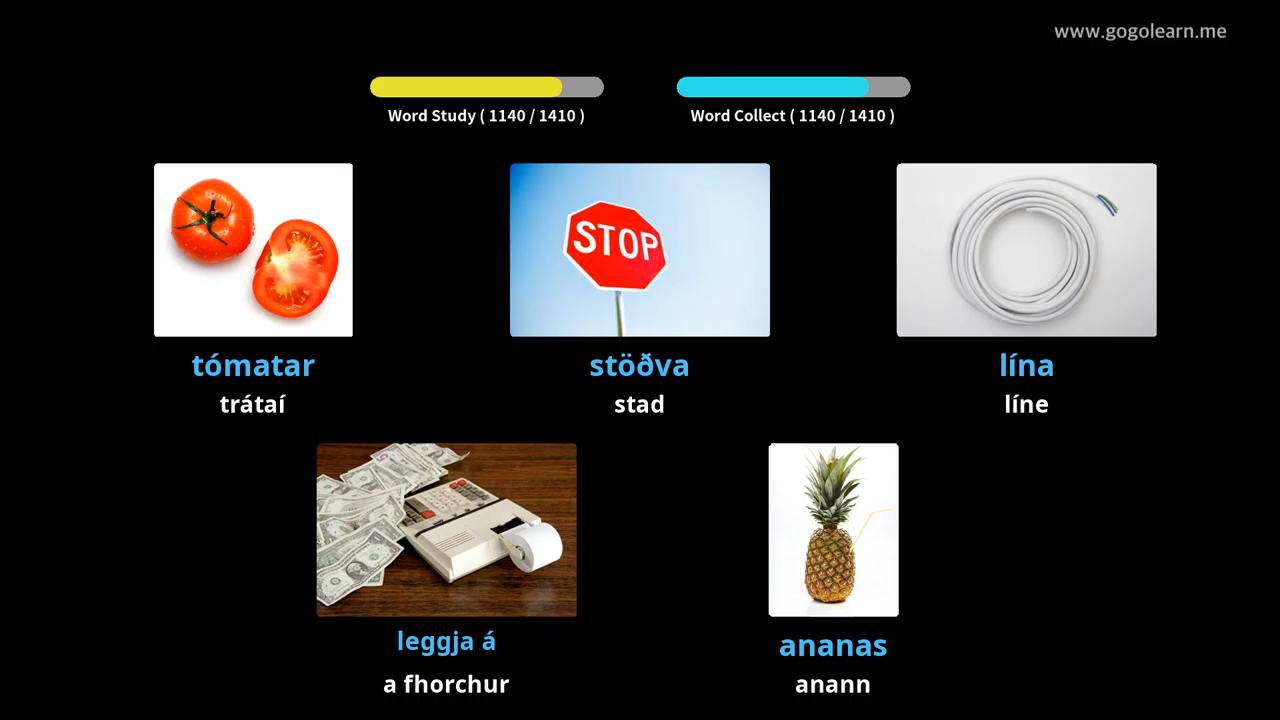 www.gogolearn.me
Word Study ( 1140 / 1410 )
Word Collect ( 1140 / 1410 )
STOP
tómatar
trátaí
stöðva
stad
lína
líne
leggja á
a fhorchur
ananas
anann